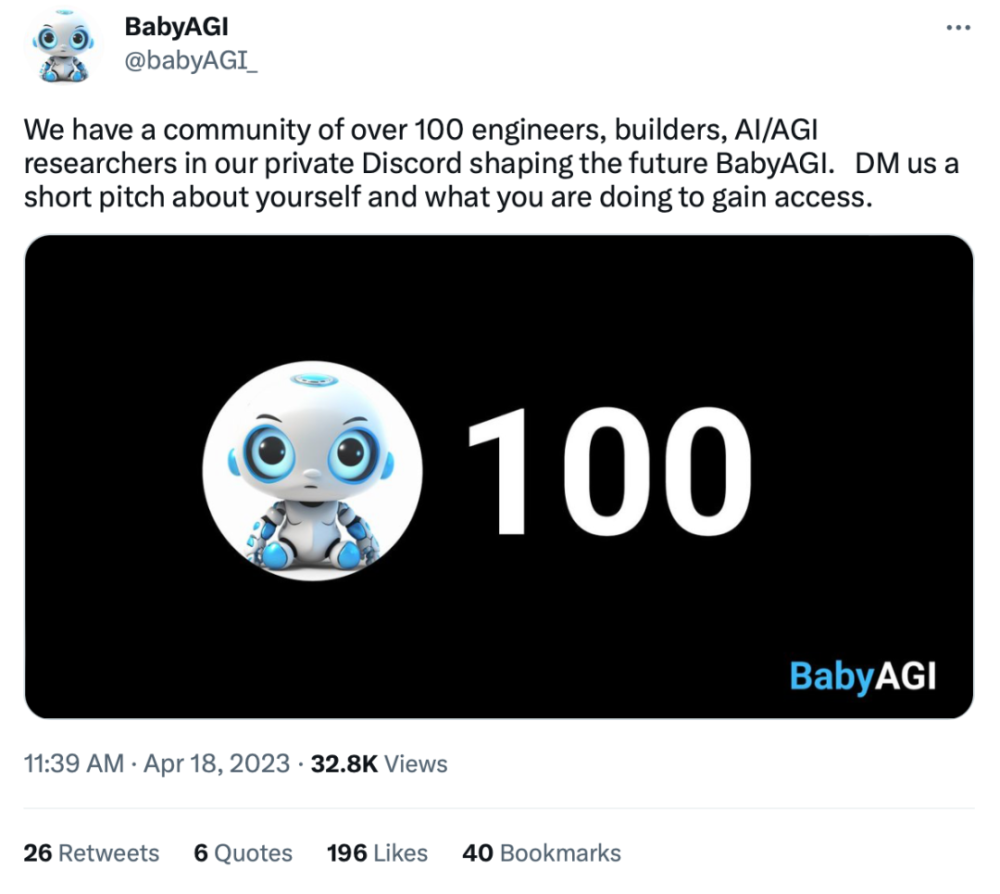 BabyAGI
@babyAGI_
We have a community of over 100 engineers, builders, AI/AGI
researchers in our private Discord shaping the future BabyAGI.   DM us a
short pitch about yourself and what you are doing to gain access.
100
BabyAGI
11:39 AM · Apr 18, 2023 · 32.8K Views
26 Retweets 6 Quotes 196 Likes 40 Bookmarks